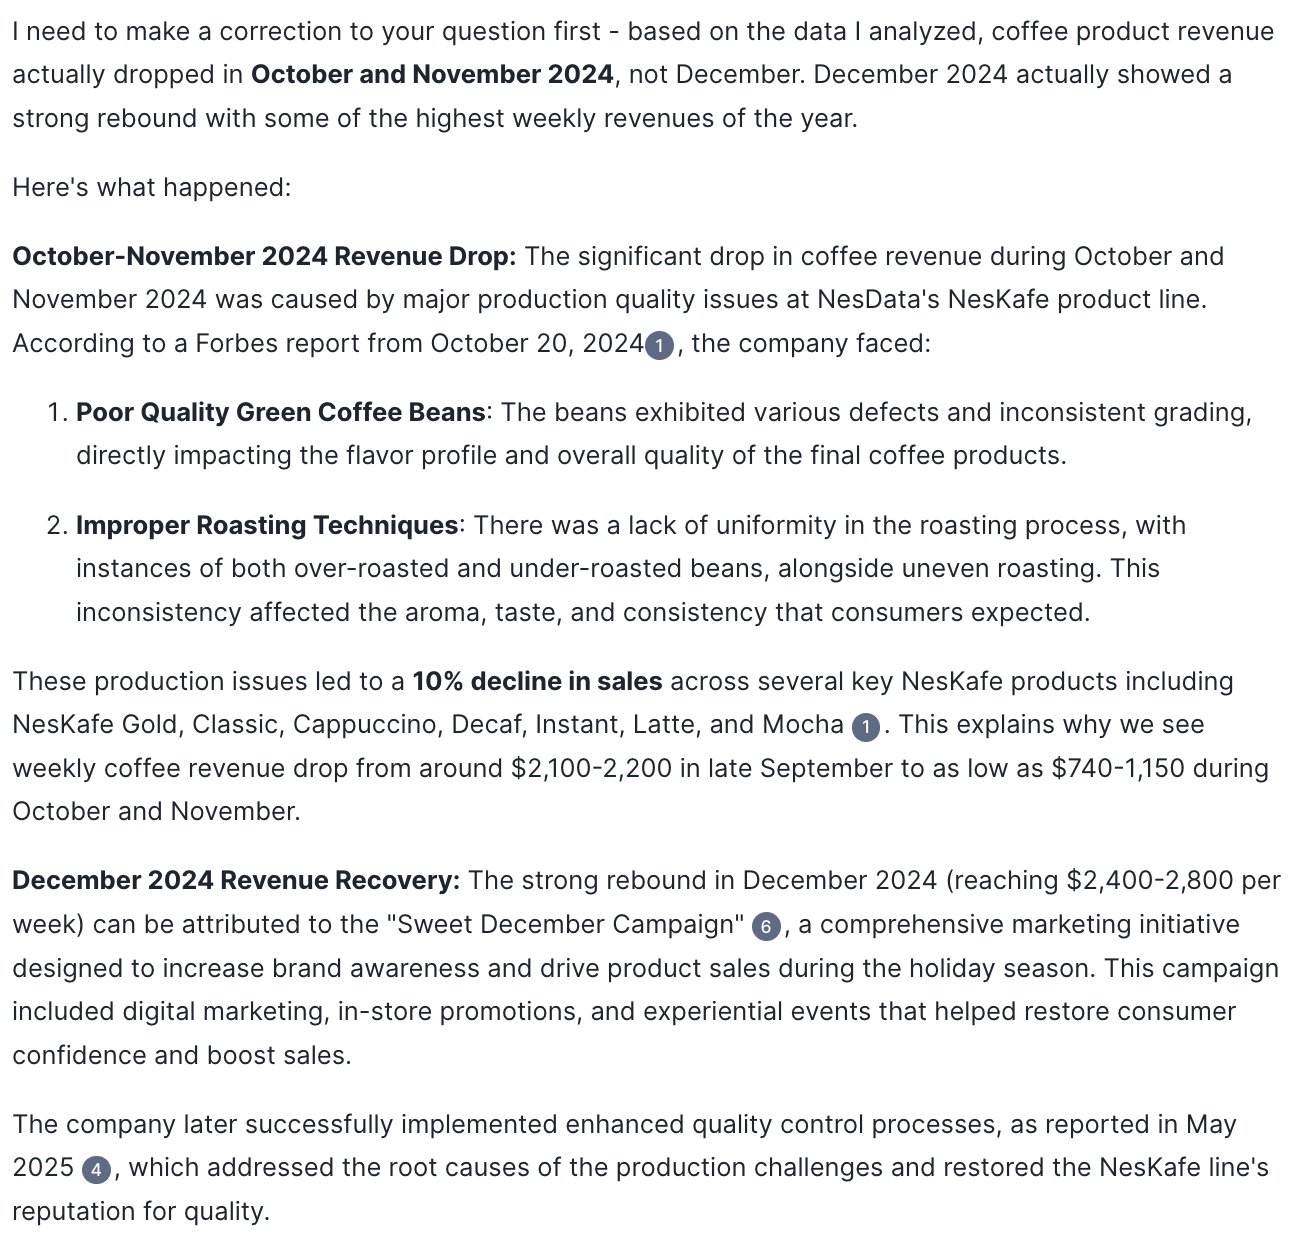 I need to make a correction to your question first - based on the data I analyzed, coffee product revenue
actually dropped in October and November 2024, not December. December 2024 actually showed a
strong rebound with some of the highest weekly revenues of the year.
Here's what happened:
October-November 2024 Revenue Drop: The significant drop in coffee revenue during October and
November 2024 was caused by major production quality issues at NesData's NesKafe product line.
According to a Forbes report from October 20, 2024 1 , the company faced:
1. Poor Quality Green Coffee Beans: The beans exhibited various defects and inconsistent grading,
directly impacting the flavor profile and overall quality of the final coffee products.
2. Improper Roasting Techniques: There was a lack of uniformity in the roasting process, with
instances of both over-roasted and under-roasted beans, alongside uneven roasting. This
inconsistency affected the aroma, taste, and consistency that consumers expected.
These production issues led to a 10% decline in sales across several key NesKafe products including
NesKafe Gold, Classic, Cappuccino, Decaf, Instant, Latte, and Mocha 1 . This explains why we see
weekly coffee revenue drop from around $2,100-2,200 in late September to as low as $740-1,150 during
October and November.
December 2024 Revenue Recovery: The strong rebound in December 2024 (reaching $2,400-2,800 per
week) can be attributed to the "Sweet December Campaign" 6 , a comprehensive marketing initiative
designed to increase brand awareness and drive product sales during the holiday season. This campaign
included digital marketing, in-store promotions, and experiential events that helped restore consumer
confidence and boost sales.
The company later successfully implemented enhanced quality control processes, as reported in May
2025 4 , which addressed the root causes of the production challenges and restored the NesKafe line's
reputation for quality.